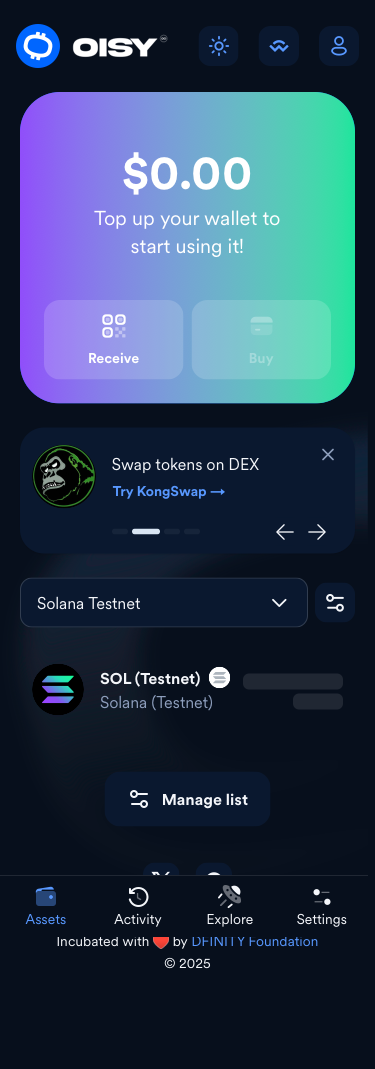 OISY
$0.00
Top up your wallet to
start using it!
Receive
Buy
Swap tokens on DEX
Try KongSwap →
Solana Testnet
SOL (Testnet)
Solana (Testnet)
Manage list
Assets
Activity
Explore
Settings
Incubated with ❤️ by DFINITY Foundation
© 2025